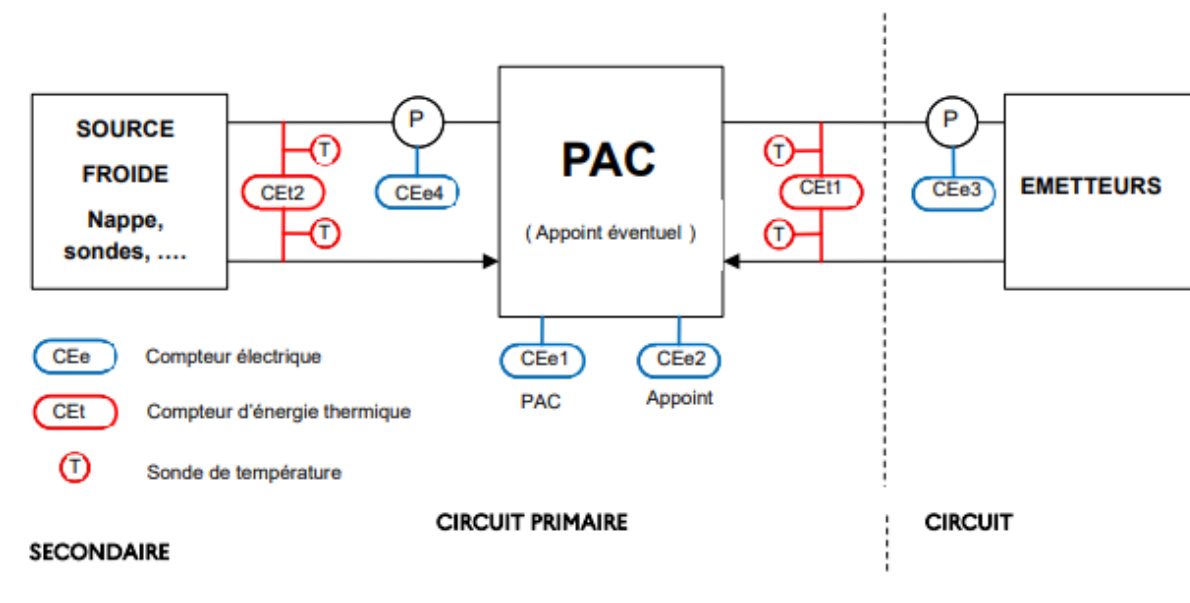 SOURCE
FROIDE
Nappe,
sondes, ....
T
CEt2
T
P
CEe4
PAC
( Appoint éventuel )
T
CEt1
T
P
CEe3
EMETTEURS
CEe1
PAC
CEe2
Appoint
CEe Compteur électrique
CEt Compteur d'énergie thermique
T Sonde de température
CIRCUIT PRIMAIRE
CIRCUIT
SECONDAIRE